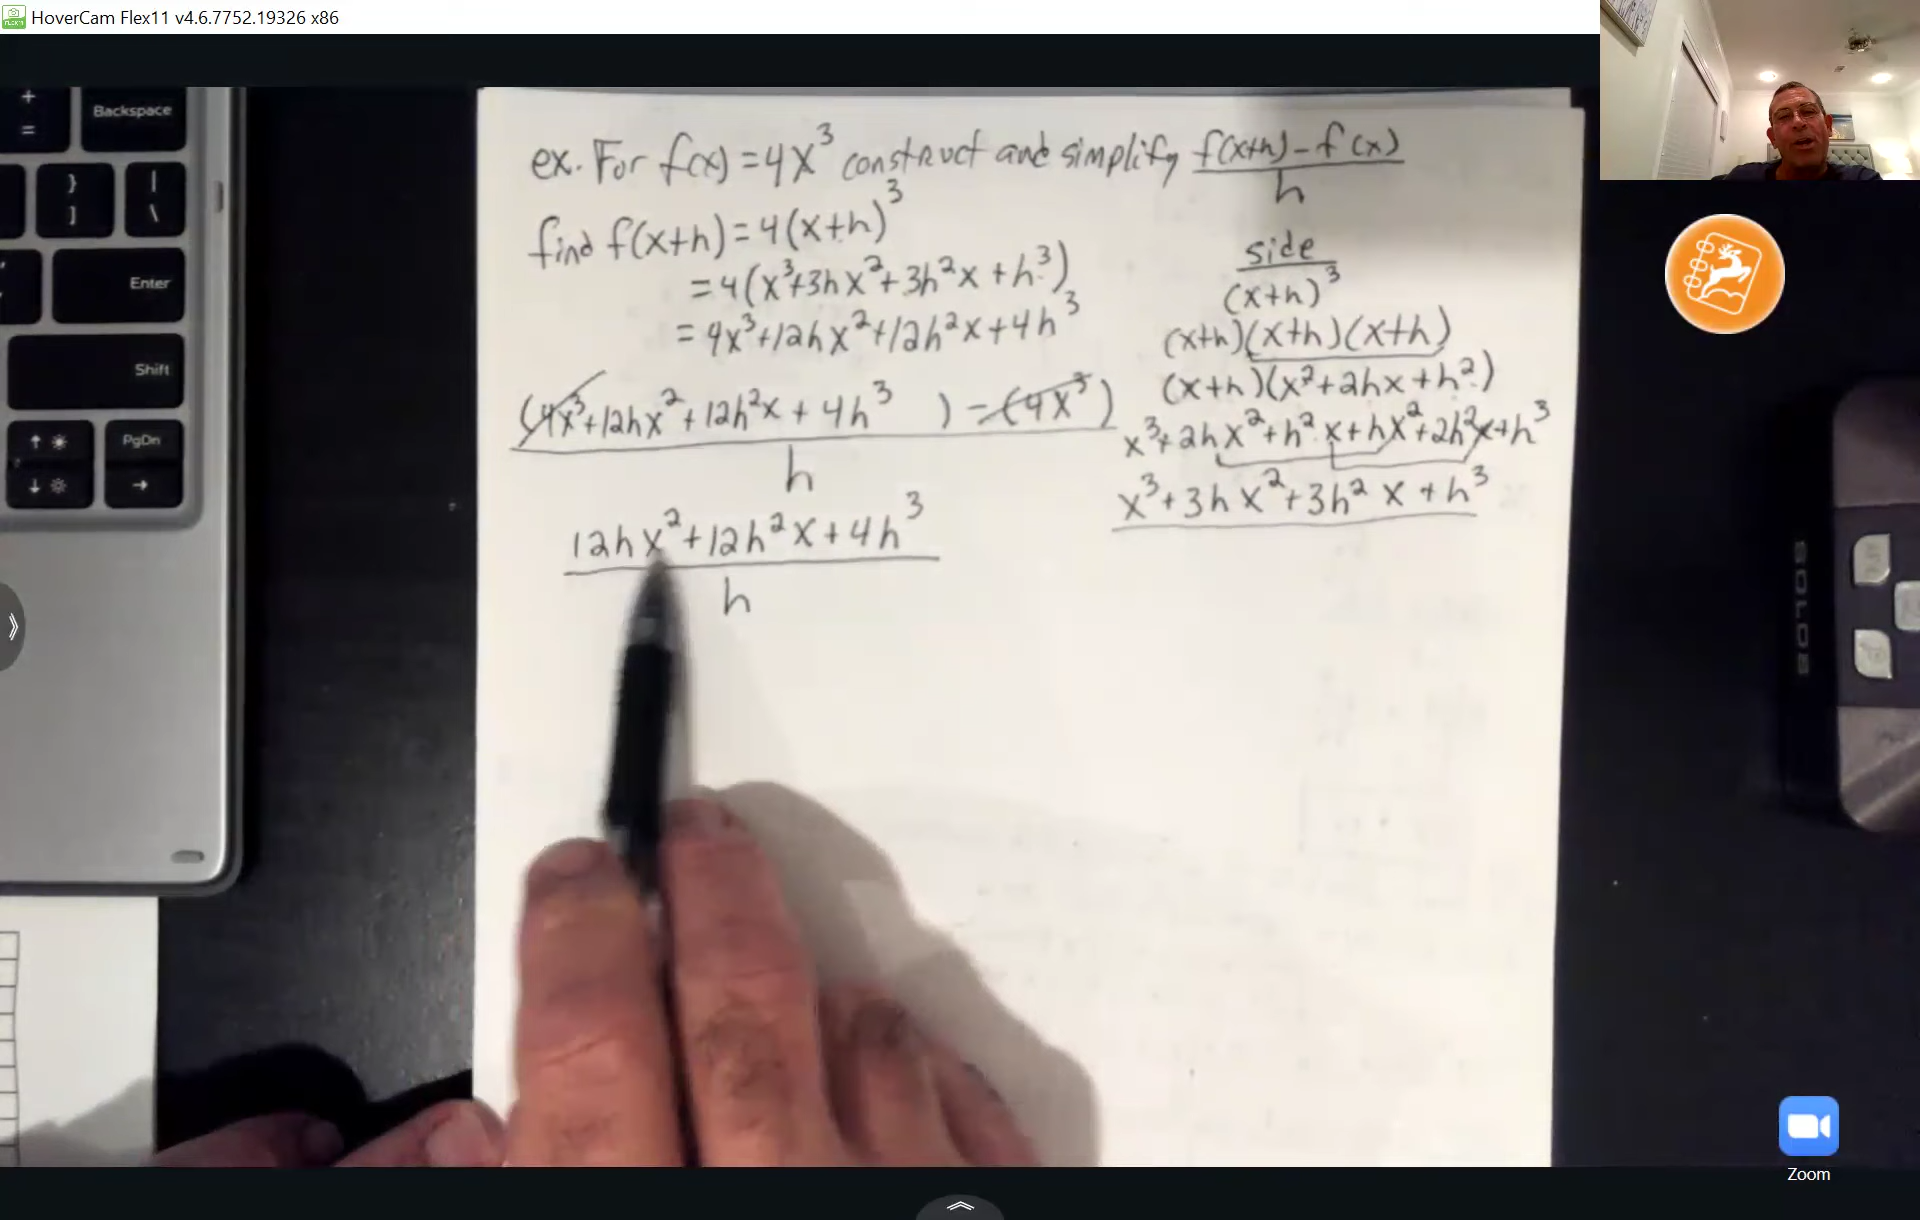 HoverCam Flex11 v4.6.7752.19326 x86
+
=
Backspace
}
]
|
\
Enter
Shift
PgDn
ex. For f(x) = 4x³ construct and simplify f(x+h) - f(x)
h
find f(x+h) = 4(x+h)³
= 4(x³+3hx²+3h²x+h³)
= 4x³+12hx²+12h²x+4h³
(4x³+12hx²+12h²x+4h³ ) - (4x³)
h
12hx²+12h²x+4h³
h
side
(x+h)³
(x+h)(x+h)(x+h)
(x+h)(x²+2hx+h²)
x³+2hx²+h²x+hx²+2h²x+h³
x³+3hx²+3h²x+h³
SOLO8
Zoom